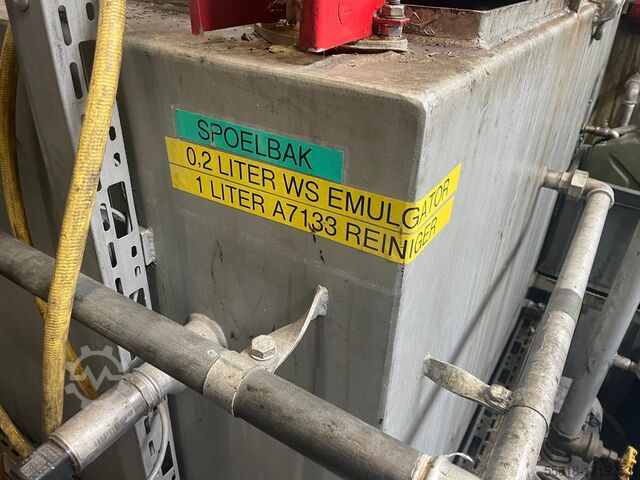 SPOELBAK
0,2 LITER WS EMULGATOR
1 LITER A7133 REINIGER